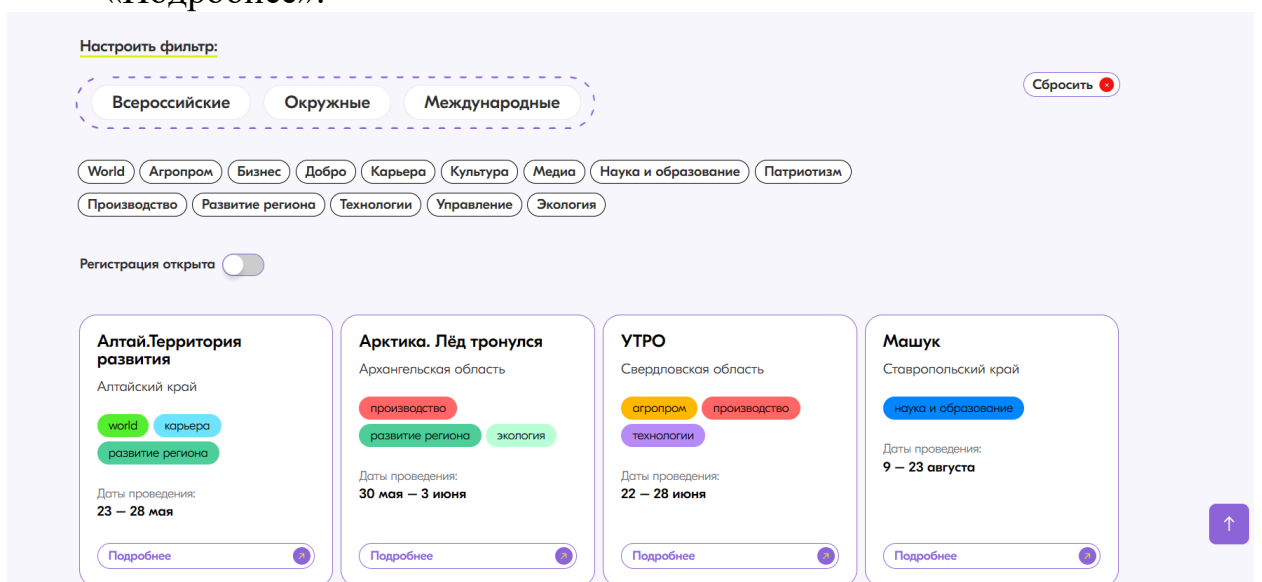 «Подробнее».
Настроить фильтр:
Всероссийские Окружные Международные
Сбросить
World Агропром Бизнес Добро Карьера Культура Медиа Наука и образование Патриотизм
Производство Развитие региона Технологии Управление Экология
Регистрация открыта
Алтай.Территория
развития
Алтайский край
world карьера
развитие региона
Даты проведения:
23 – 28 мая
Подробнее
Арктика. Лёд тронулся
Архангельская область
производство
развитие региона экология
Даты проведения:
30 мая – 3 июня
Подробнее
УТРО
Свердловская область
агропром производство
технологии
Даты проведения:
22 – 28 июня
Подробнее
Машук
Ставропольский край
наука и образование
Даты проведения:
9 – 23 августа
Подробнее